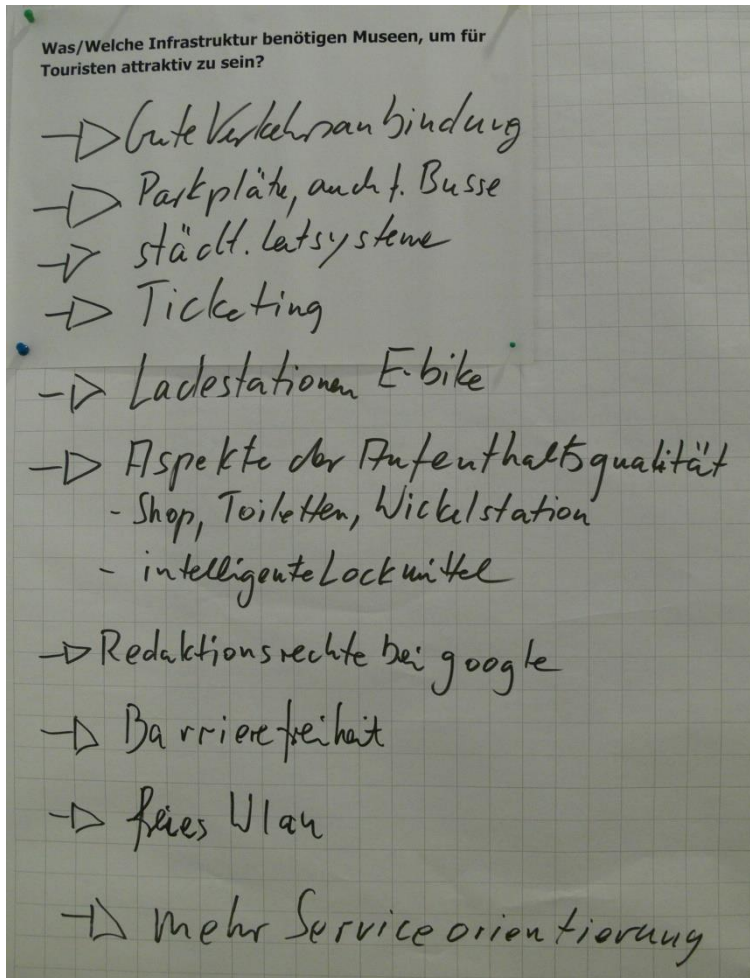 Was/Welche Infrastruktur benötigen Museen, um für
Touristen attraktiv zu sein?
Gute Verkehrsanbindung
Parkplätze, auch f. Busse
städt. Leitsysteme
Ticketing
Ladestationen E-bike
Aspekte der Aufenthaltsqualität
- Shop, Toiletten, Wickelstation
- intelligente Lockmittel
Redaktionsrechte bei google
Barrierefreiheit
freies Wlan
mehr Serviceorientierung